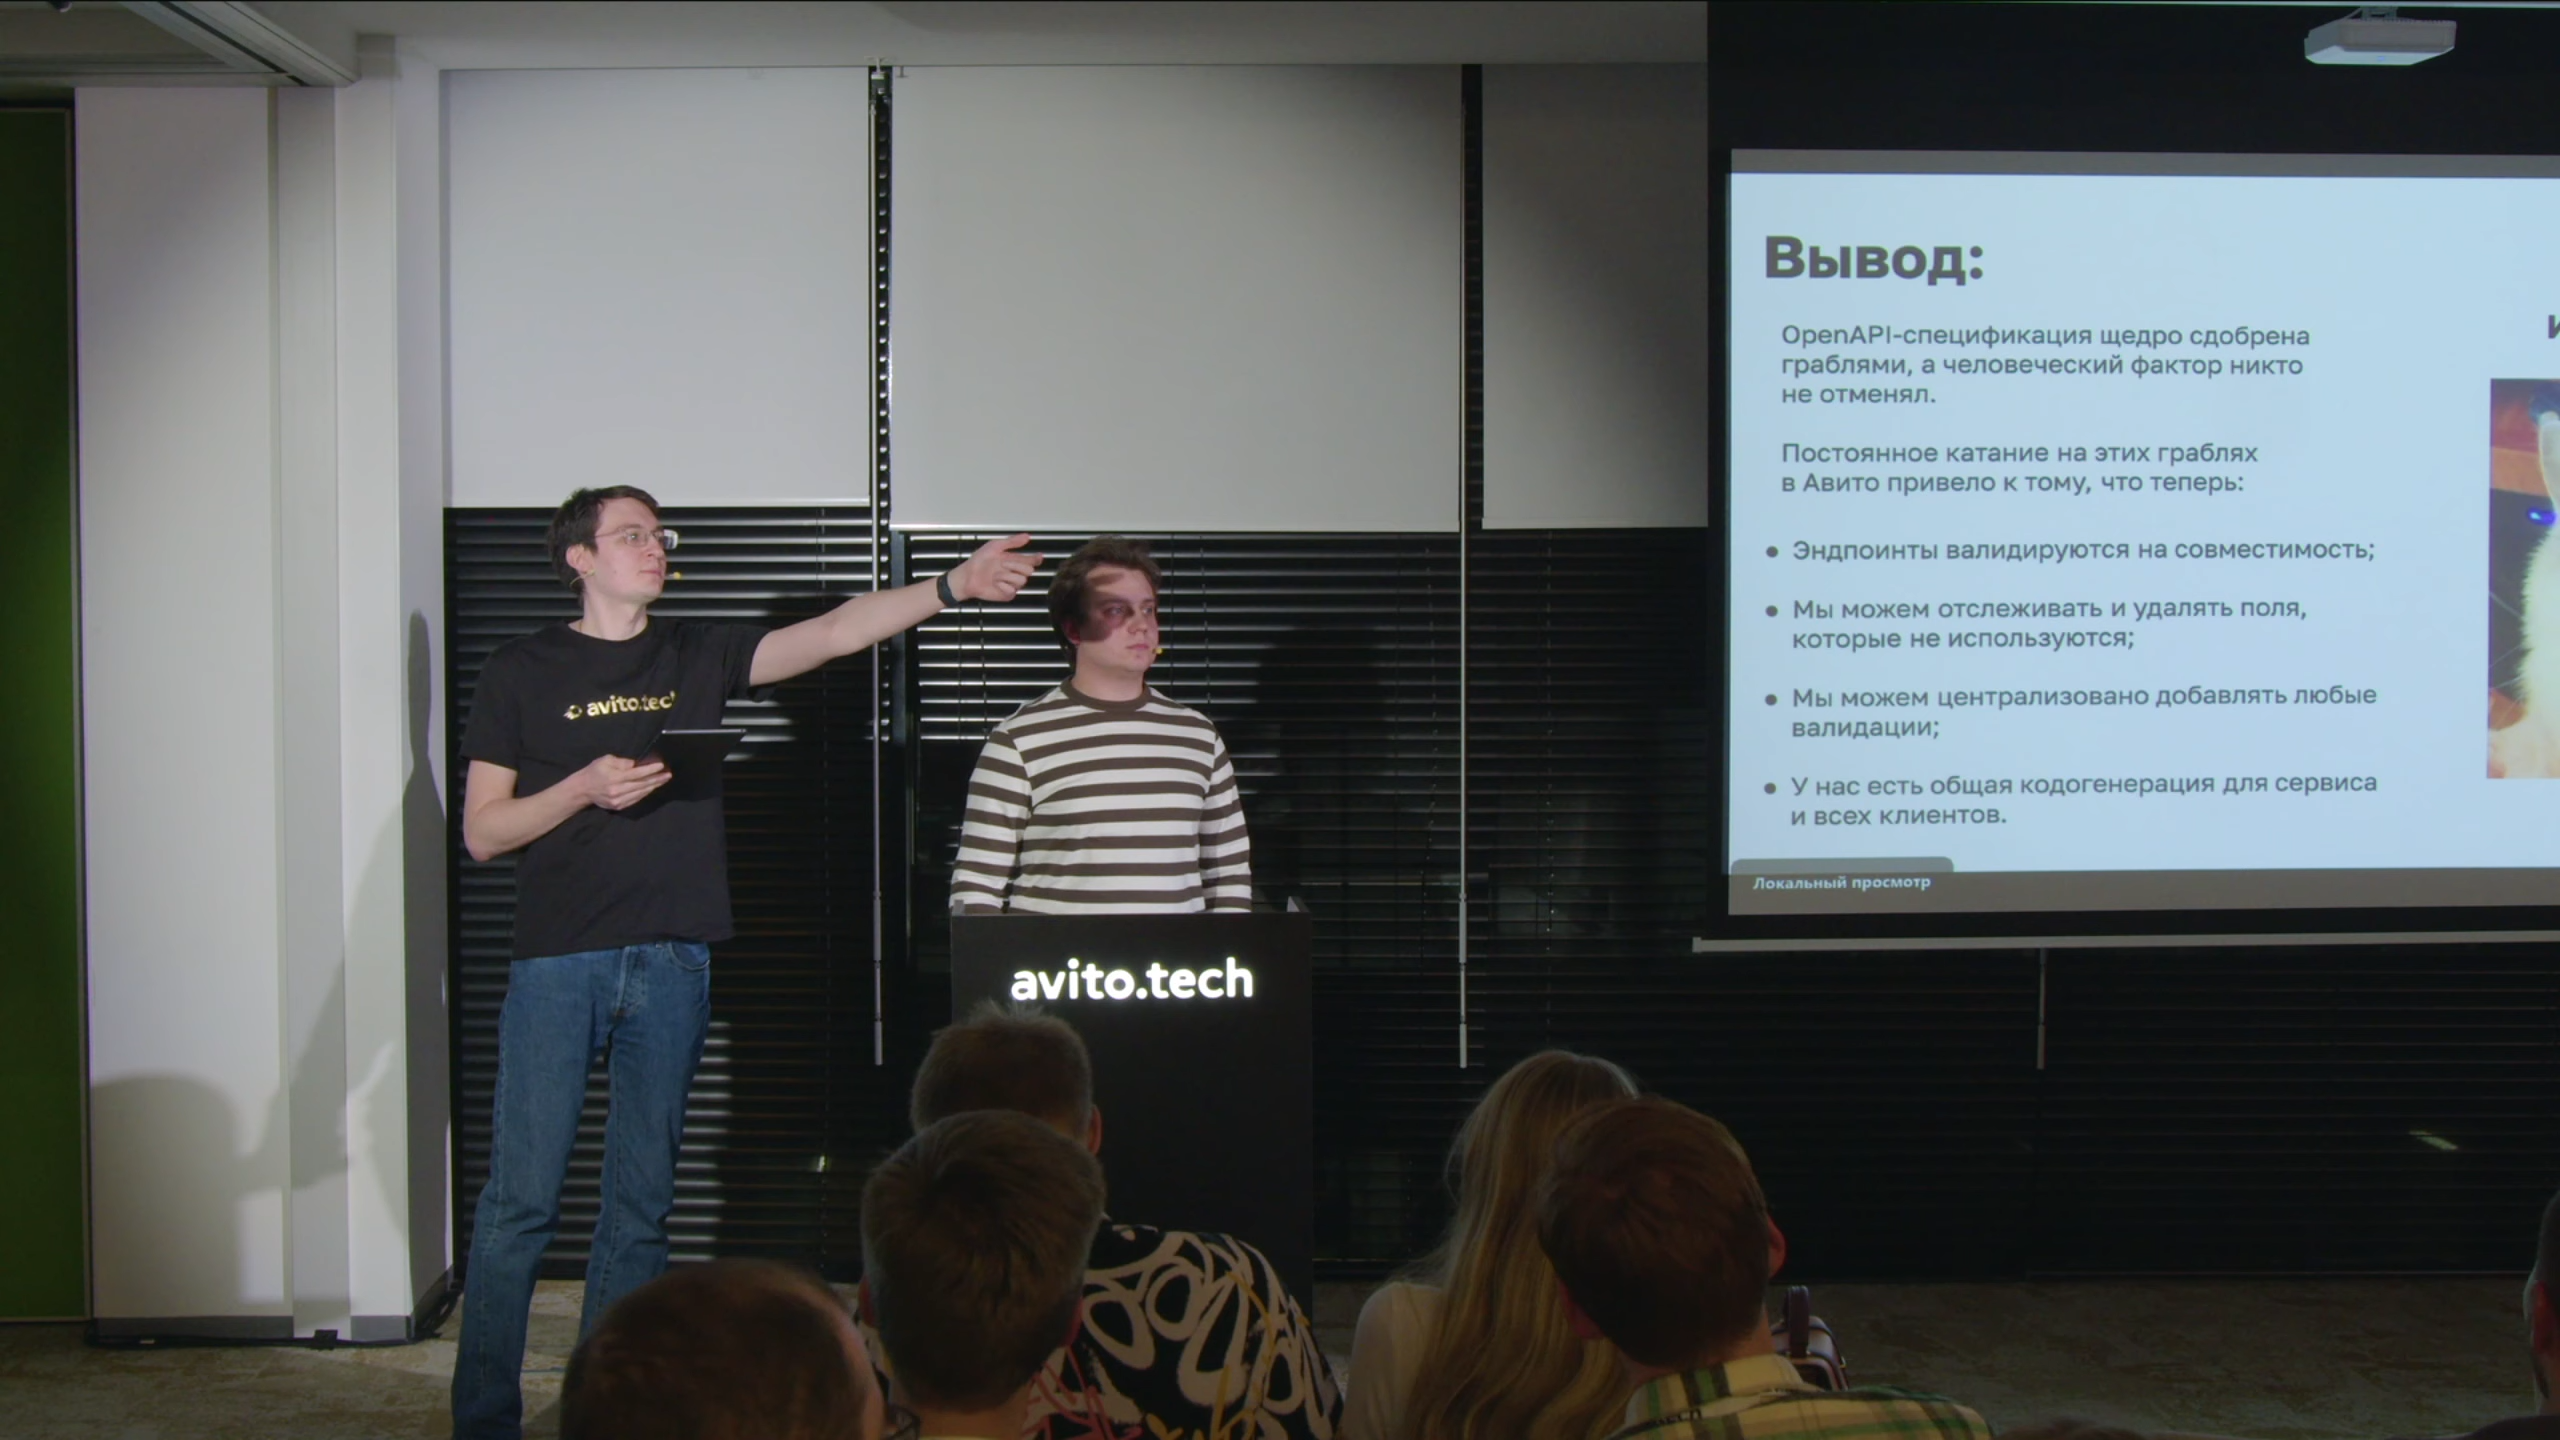 Вывод:
OpenAPI-спецификация щедро сдобрена
граблями, а человеческий фактор никто
не отменял.
Постоянное катание на этих граблях
в Авито привело к тому, что теперь:
● Эндпоинты валидируются на совместимость;
● Мы можем отслеживать и удалять поля,
которые не используются;
● Мы можем централизовано добавлять любые
валидации;
● У нас есть общая кодогенерация для сервиса
и всех клиентов.
Локальный просмотр
avito.tech
avito.tech